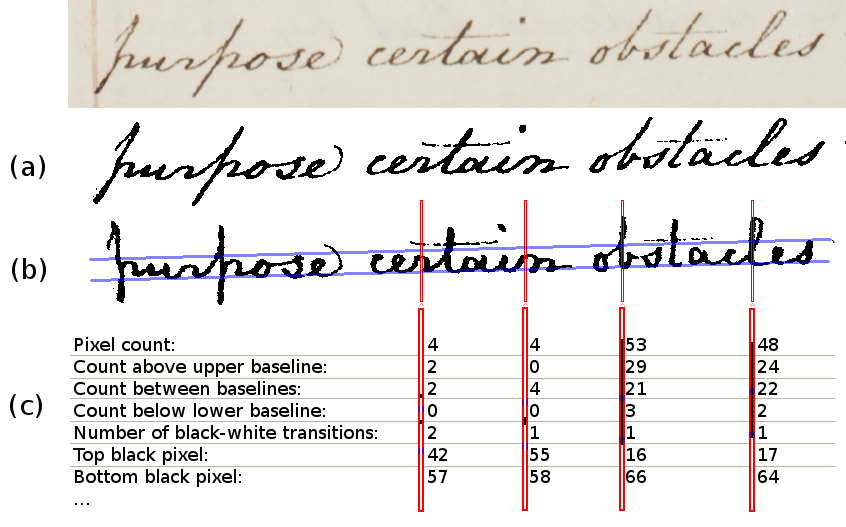 purpose certain obstacles
(a) purpose certain obstacles
(b) purpose certain obstacles
(c)
Pixel count: 4 4 53 48
Count above upper baseline: 2 0 29 24
Count between baselines: 2 4 21 22
Count below lower baseline: 0 0 3 2
Number of black-white transitions: 2 1 1 1
Top black pixel: 42 55 16 17
Bottom black pixel: 57 58 66 64
...